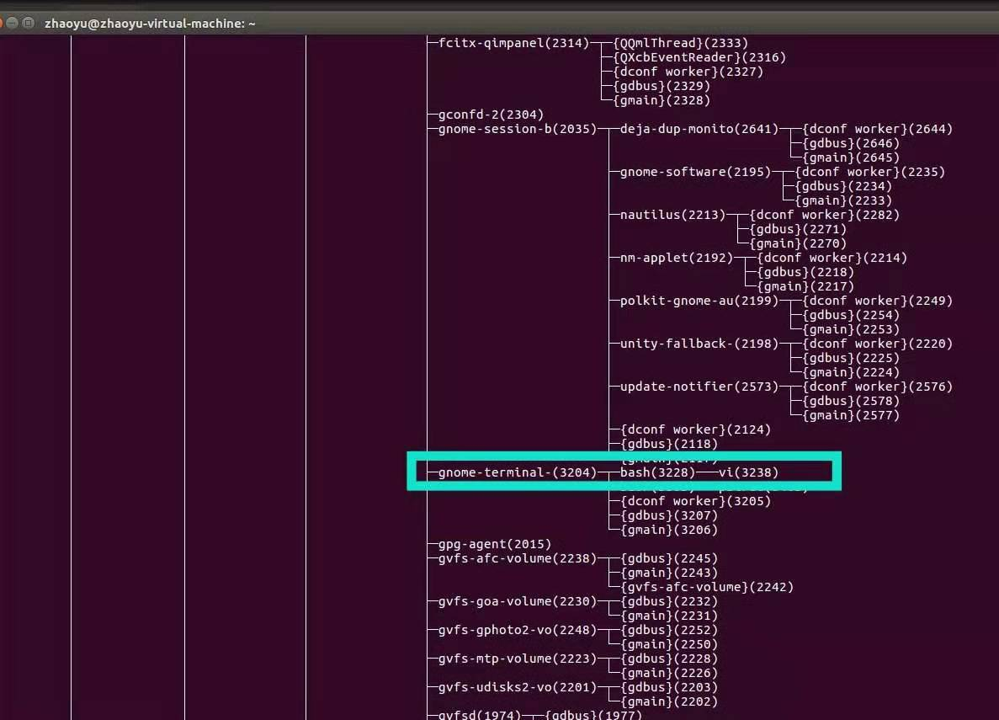 zhaoyu@zhaoyu-virtual-machine: ~
fcitx-qimpanel(2314) {QQmlThread}(2333)
{QXcbEventReader}(2316)
{dconf worker}(2327)
{gdbus}(2329)
{gmain}(2328)
gconfd-2(2304)
gnome-session-b(2035) deja-dup-monito(2641) {dconf worker}(2644)
{gdbus}(2646)
{gmain}(2645)
gnome-software(2195) {dconf worker}(2235)
{gdbus}(2234)
{gmain}(2233)
nautilus(2213) {dconf worker}(2282)
{gdbus}(2271)
{gmain}(2270)
nm-applet(2192) {dconf worker}(2214)
{gdbus}(2218)
{gmain}(2217)
polkit-gnome-au(2199) {dconf worker}(2249)
{gdbus}(2254)
{gmain}(2253)
unity-fallback-(2198) {dconf worker}(2220)
{gdbus}(2225)
{gmain}(2224)
update-notifier(2573) {dconf worker}(2576)
{gdbus}(2578)
{gmain}(2577)
{dconf worker}(2124)
{gdbus}(2118)
gnome-terminal-(3204) bash(3228) vi(3238)
{dconf worker}(3205)
{gdbus}(3207)
{gmain}(3206)
gpg-agent(2015)
gvfs-afc-volume(2238) {gdbus}(2245)
{gmain}(2243)
{gvfs-afc-volume}(2242)
gvfs-goa-volume(2230) {gdbus}(2232)
{gmain}(2231)
gvfs-gphoto2-vo(2248) {gdbus}(2252)
{gmain}(2250)
gvfs-mtp-volume(2223) {gdbus}(2228)
{gmain}(2226)
gvfs-udisks2-vo(2201) {gdbus}(2203)
{gmain}(2202)
gvfsd(1974) {gdbus}(1977)